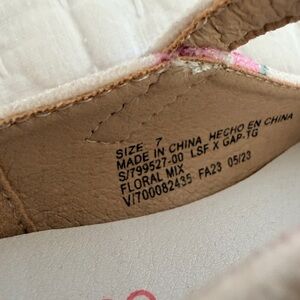 SIZE 7
MADE IN CHINA HECHO EN CHINA
S/799527-00 LSF X GAP-TG
FLORAL MIX
V/700082435 FA23 05/23